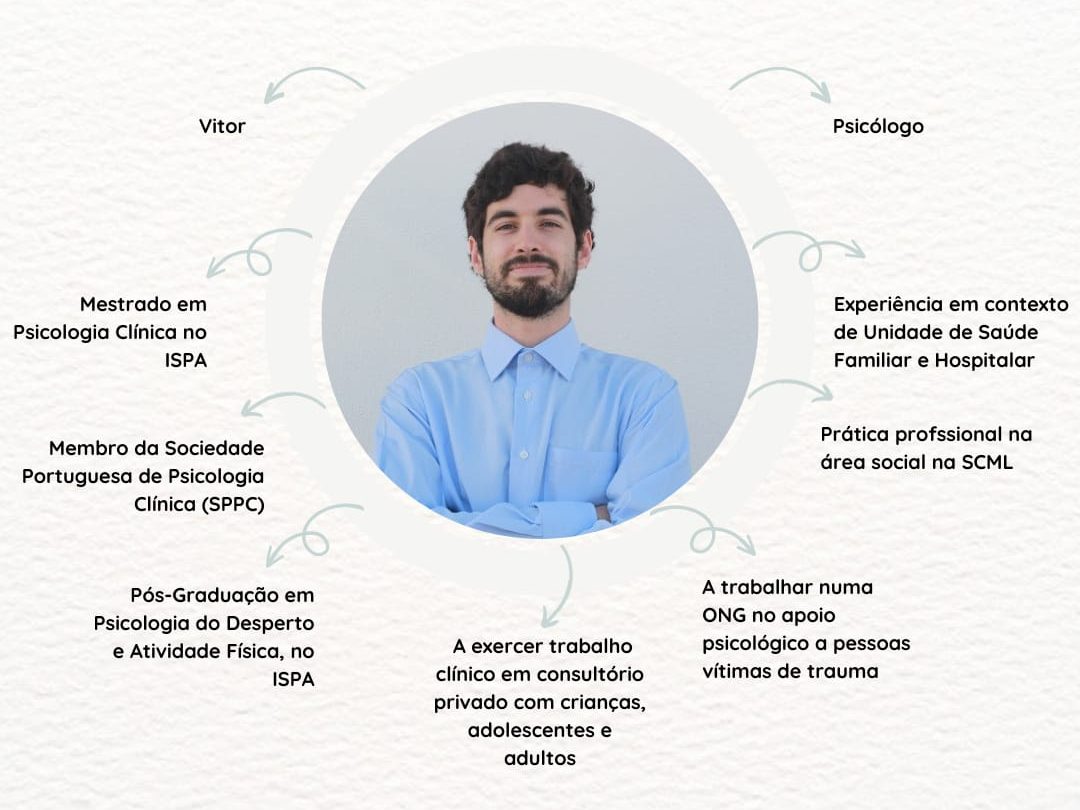 Vitor
Psicólogo
Mestrado em
Psicologia Clínica no
ISPA
Experiência em contexto
de Unidade de Saúde
Familiar e Hospitalar
Membro da Sociedade
Portuguesa de Psicologia
Clínica (SPPC)
Prática profssional na
área social na SCML
Pós-Graduação em
Psicologia do Desperto
e Atividade Física, no
ISPA
A exercer trabalho
clínico em consultório
privado com crianças,
adolescentes e
adultos
A trabalhar numa
ONG no apoio
psicológico a pessoas
vítimas de trauma